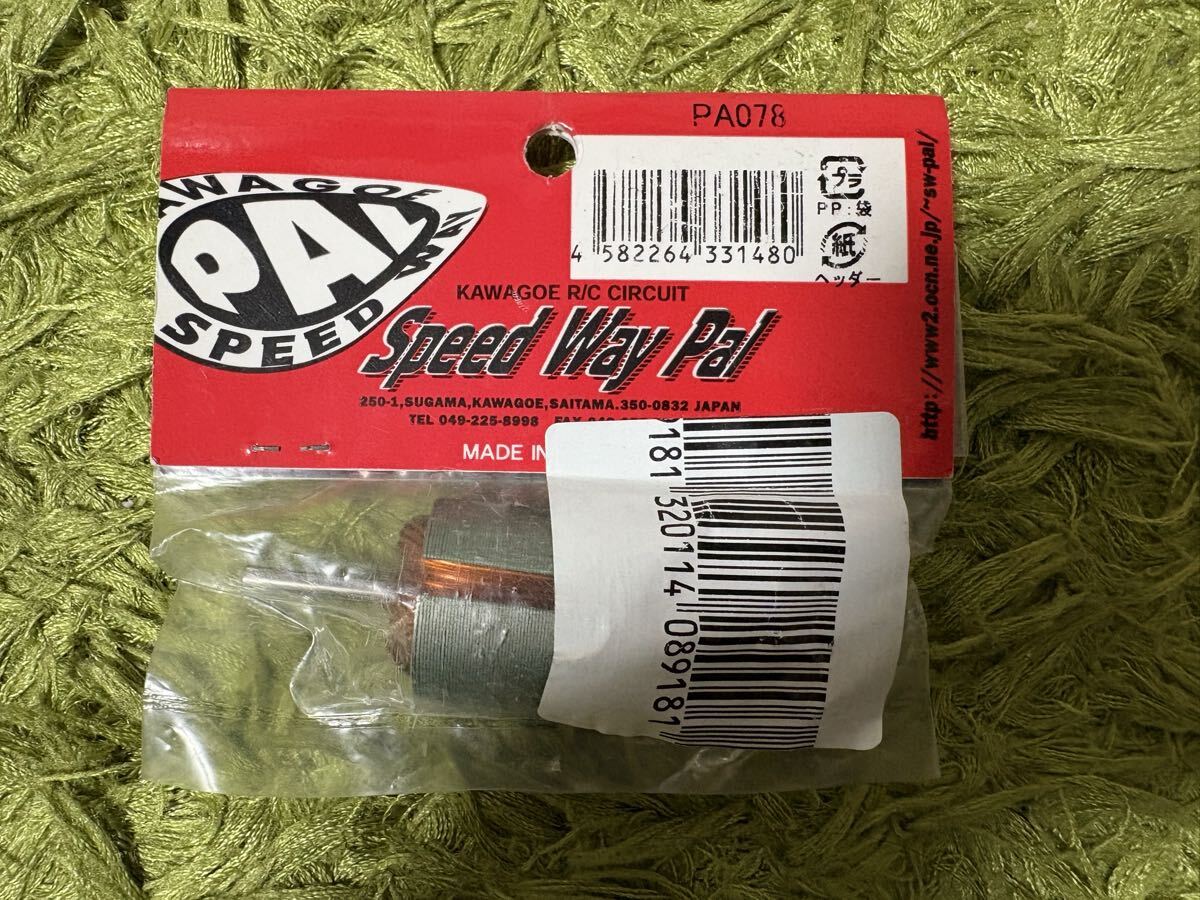 PA078
KAWAGOE
PAL
SPEED WAY
4 582264 331480
プラ
PP:袋
紙
ヘッダー
http://www2.ocn.ne.jp/~sw-pal/
KAWAGOE R/C CIRCUIT
Speed Way Pal
250-1,SUGAMA,KAWAGOE,SAITAMA.350-0832 JAPAN
TEL 049-225-8998 FAX
MADE IN
181 320114 089181